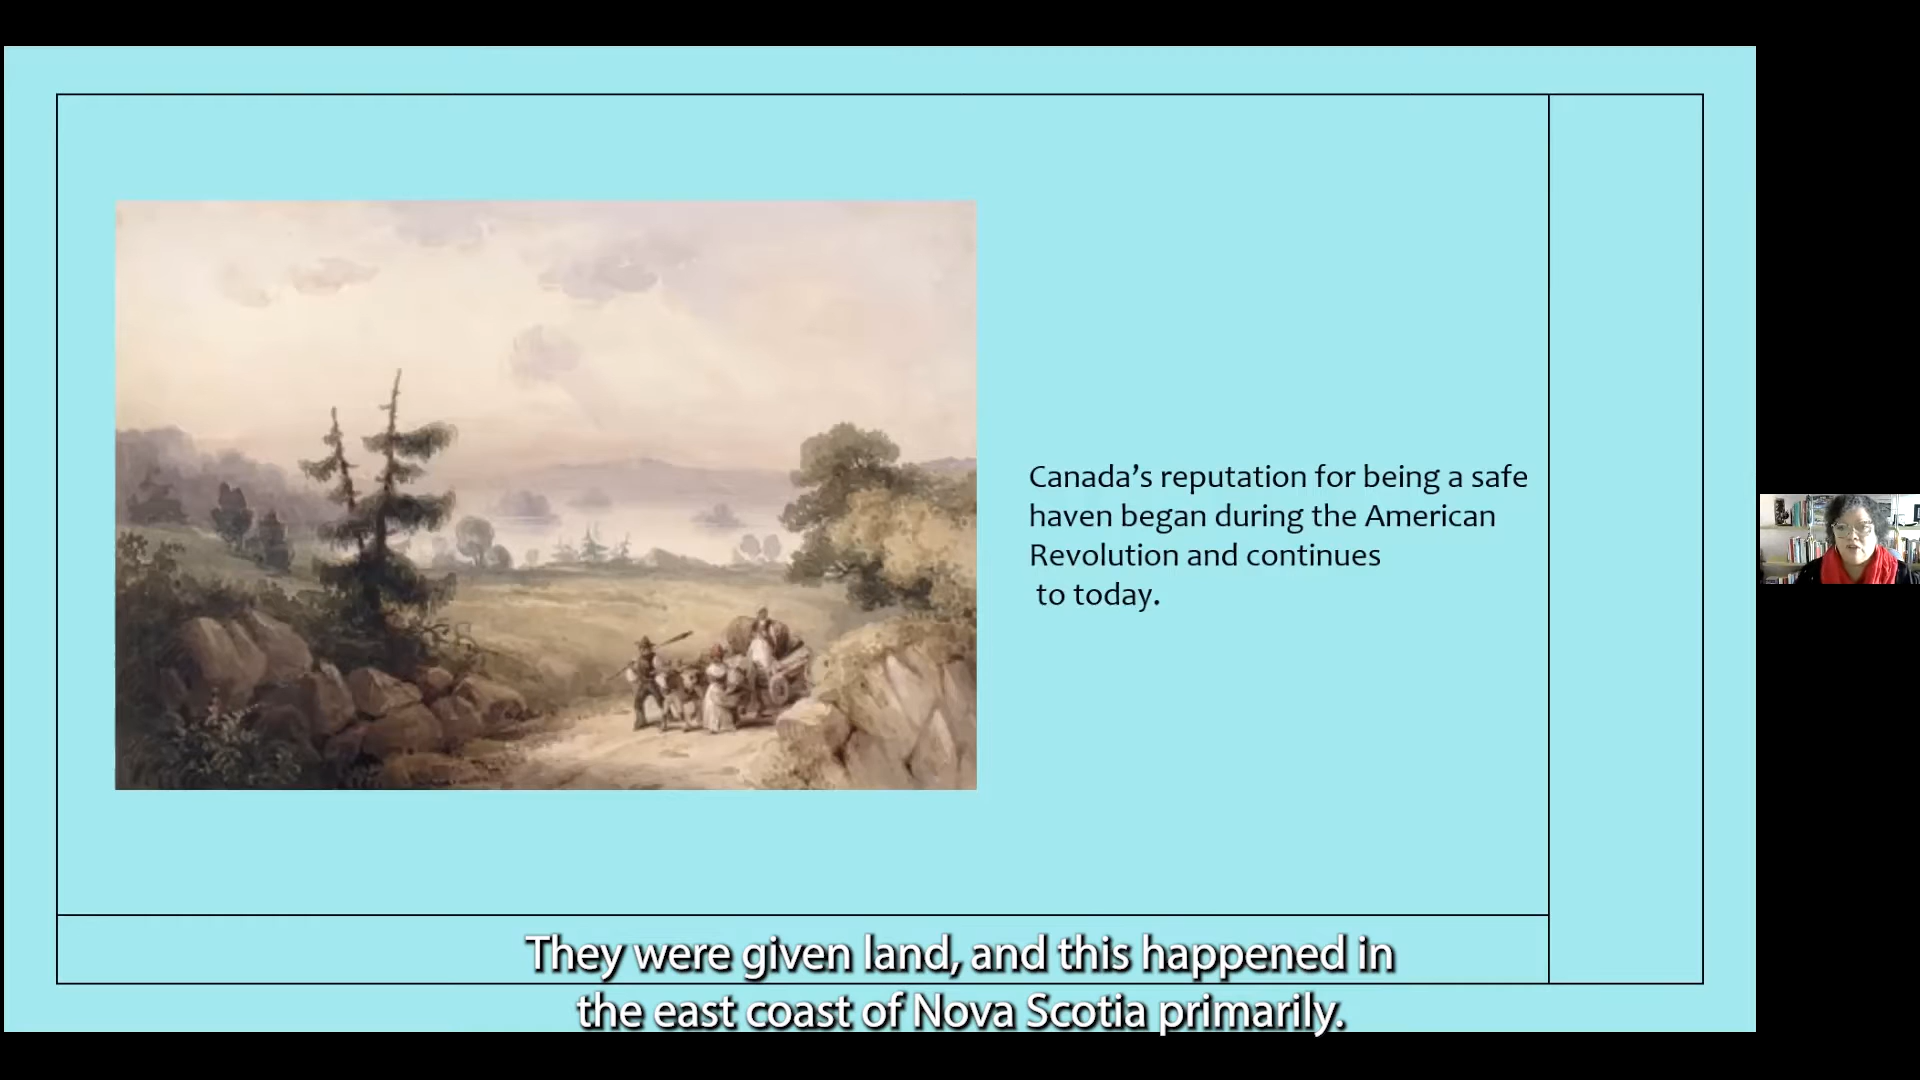 Canada’s reputation for being a safe
haven began during the American
Revolution and continues
to today.
They were given land, and this happened in
the east coast of Nova Scotia primarily.